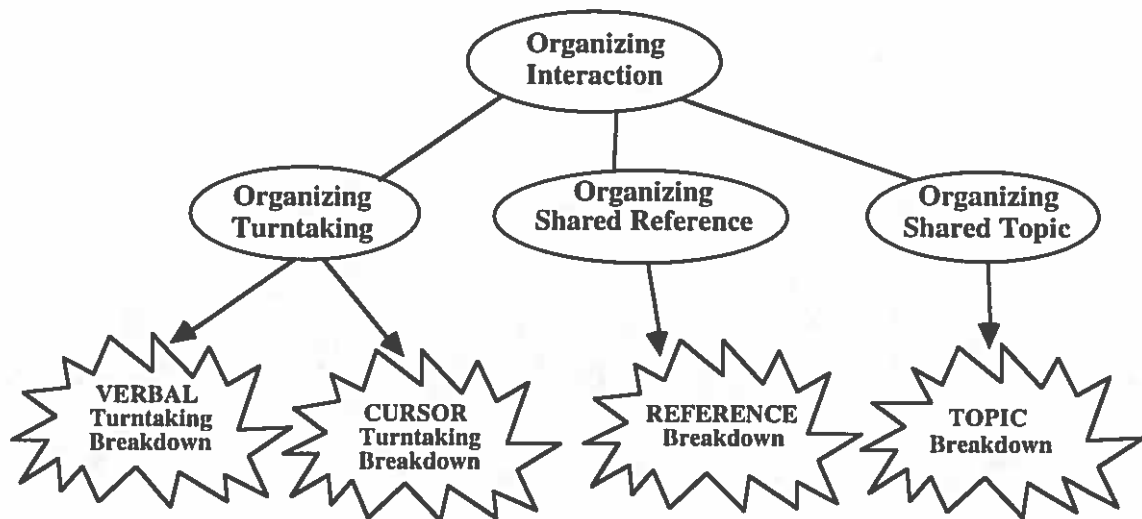 Organizing
Interaction
Organizing
Turntaking
Organizing
Shared Reference
Organizing
Shared Topic
VERBAL
Turntaking
Breakdown
CURSOR
Turntaking
Breakdown
REFERENCE
Breakdown
TOPIC
Breakdown